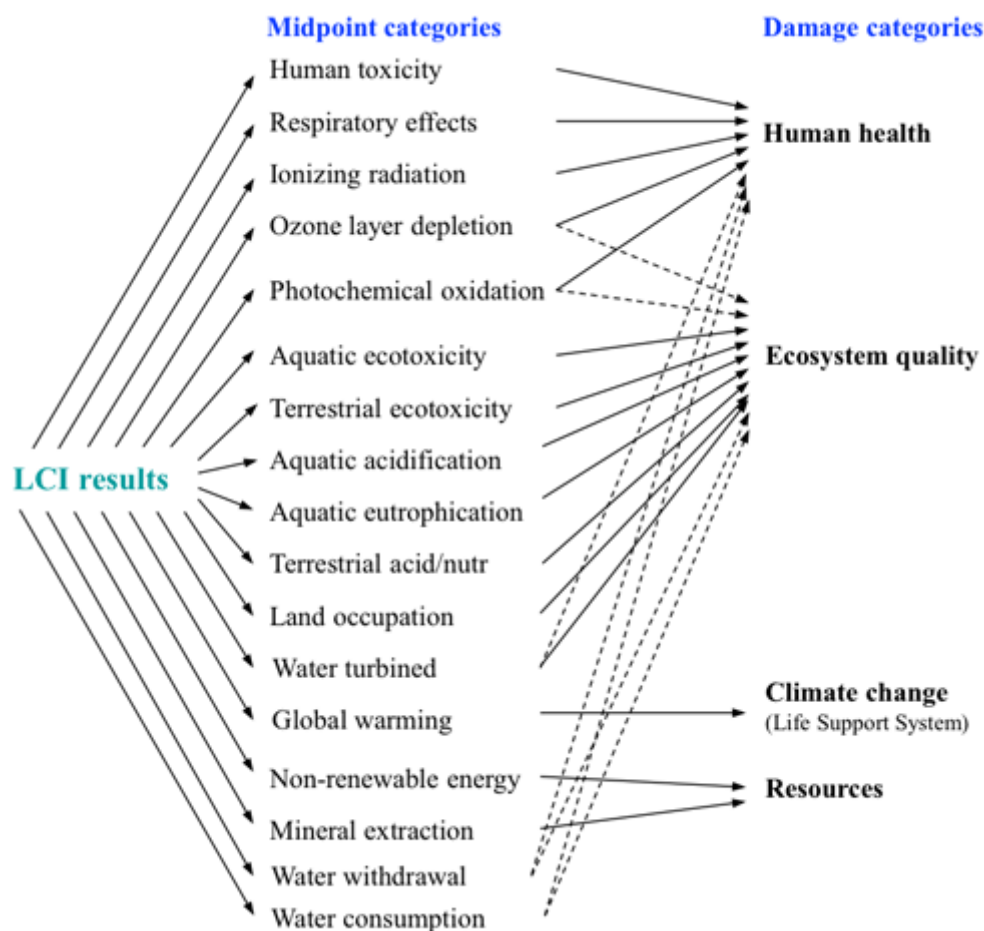 Midpoint categories
Damage categories
Human toxicity
Respiratory effects
Human health
Ionizing radiation
Ozone layer depletion
Photochemical oxidation
Aquatic ecotoxicity
Ecosystem quality
Terrestrial ecotoxicity
Aquatic acidification
LCI results
Aquatic eutrophication
Terrestrial acid/nutr
Land occupation
Water turbined
Climate change
(Life Support System)
Global warming
Non-renewable energy
Resources
Mineral extraction
Water withdrawal
Water consumption